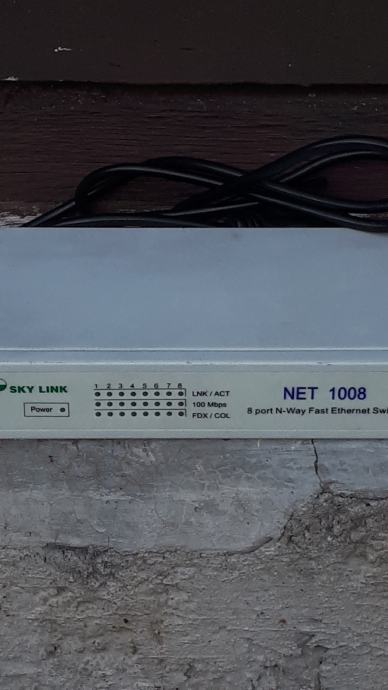 SKY LINK
Power
1 2 3 4 5 6 7 8
LNK / ACT
100 Mbps
FDX / COL
NET 1008
8 port N-Way Fast Ethernet Swi